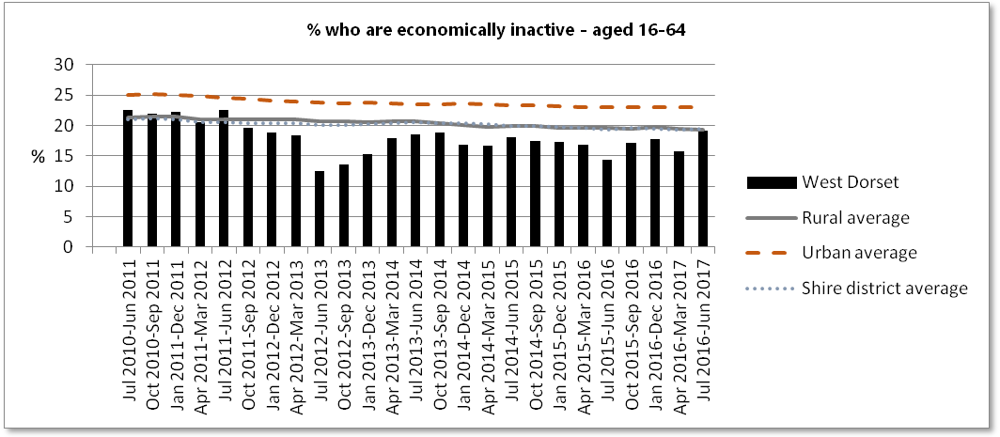 % who are economically inactive - aged 16-64
30
25
20
15
10
5
0
%
Jul 2010-Jun 2011
Oct 2010-Sep 2011
Jan 2011-Dec 2011
Apr 2011-Mar 2012
Jul 2011-Jun 2012
Oct 2011-Sep 2012
Jan 2012-Dec 2012
Apr 2012-Mar 2013
Jul 2012-Jun 2013
Oct 2012-Sep 2013
Jan 2013-Dec 2013
Apr 2013-Mar 2014
Jul 2013-Jun 2014
Oct 2013-Sep 2014
Jan 2014-Dec 2014
Apr 2014-Mar 2015
Jul 2014-Jun 2015
Oct 2014-Sep 2015
Jan 2015-Dec 2015
Apr 2015-Mar 2016
Jul 2015-Jun 2016
Oct 2015-Sep 2016
Jan 2016-Dec 2016
Apr 2016-Mar 2017
Jul 2016-Jun 2017
West Dorset
Rural average
Urban average
Shire district average